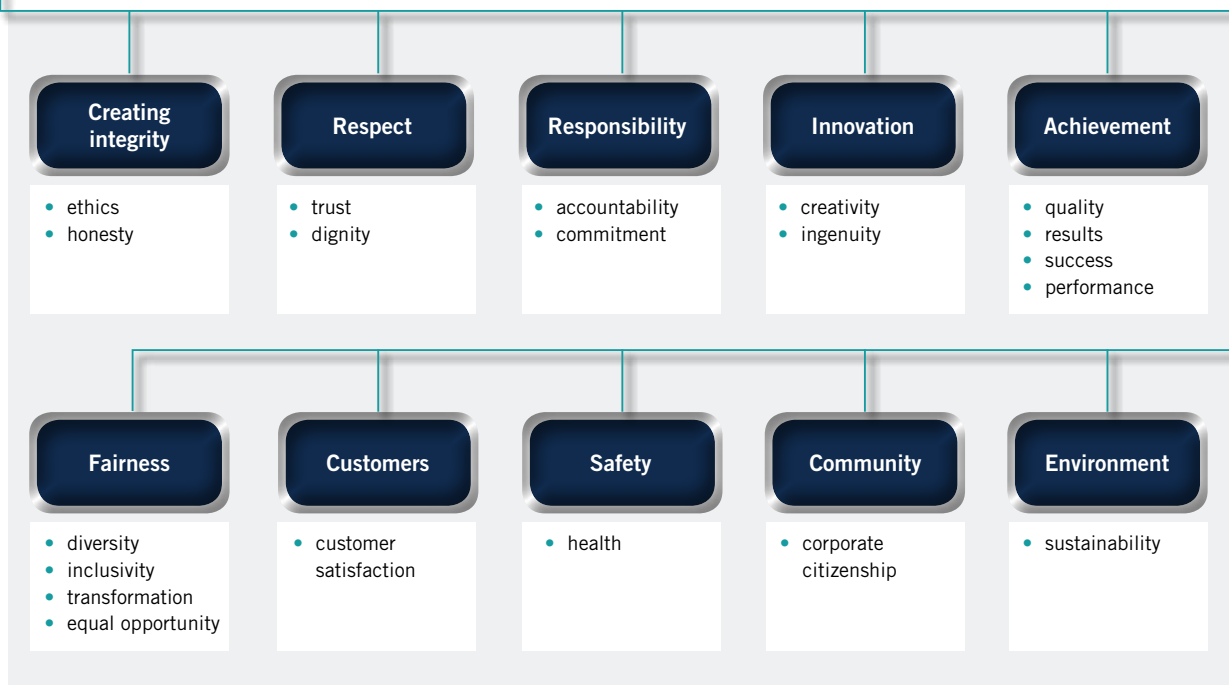 Creating
integrity
• ethics
• honesty
Respect
• trust
• dignity
Responsibility
• accountability
• commitment
Innovation
• creativity
• ingenuity
Achievement
• quality
• results
• success
• performance
Fairness
• diversity
• inclusivity
• transformation
• equal opportunity
Customers
• customer
satisfaction
Safety
• health
Community
• corporate
citizenship
Environment
• sustainability